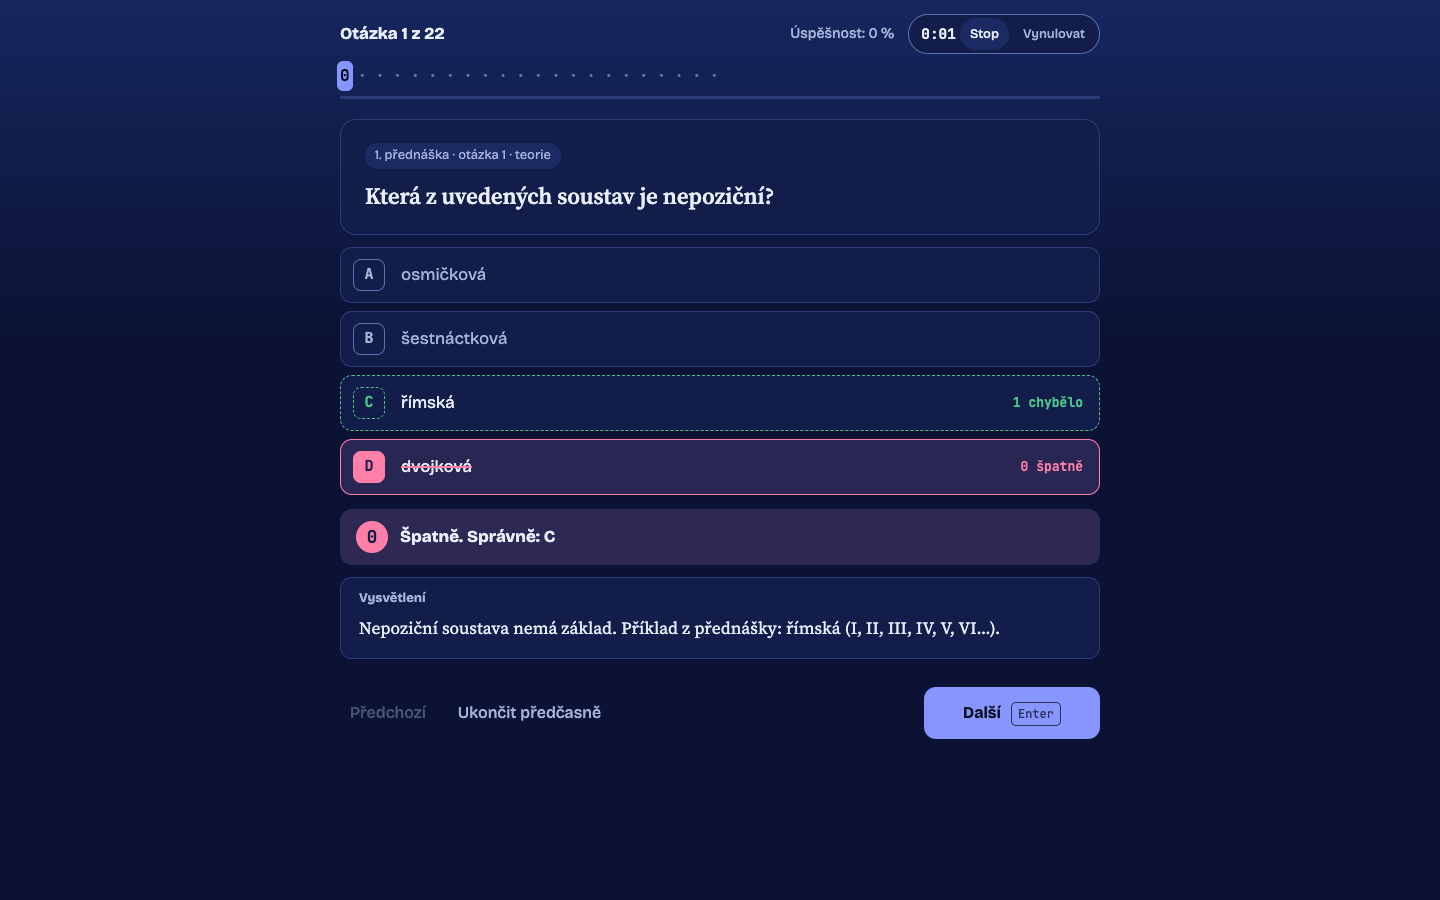 Otázka 1 z 22
Úspěšnost: 0 %
0:01 Stop Vynulovat
0 · · · · · · · · · · · · · · · · · · · · ·
1. přednáška · otázka 1 · teorie
Která z uvedených soustav je nepoziční?
A osmičková
B šestnáctková
C římská 1 chybělo
D dvojková 0 špatně
0 Špatně. Správně: C
Vysvětlení
Nepoziční soustava nemá základ. Příklad z přednášky: římská (I, II, III, IV, V, VI...).
Předchozí Ukončit předčasně Další Enter